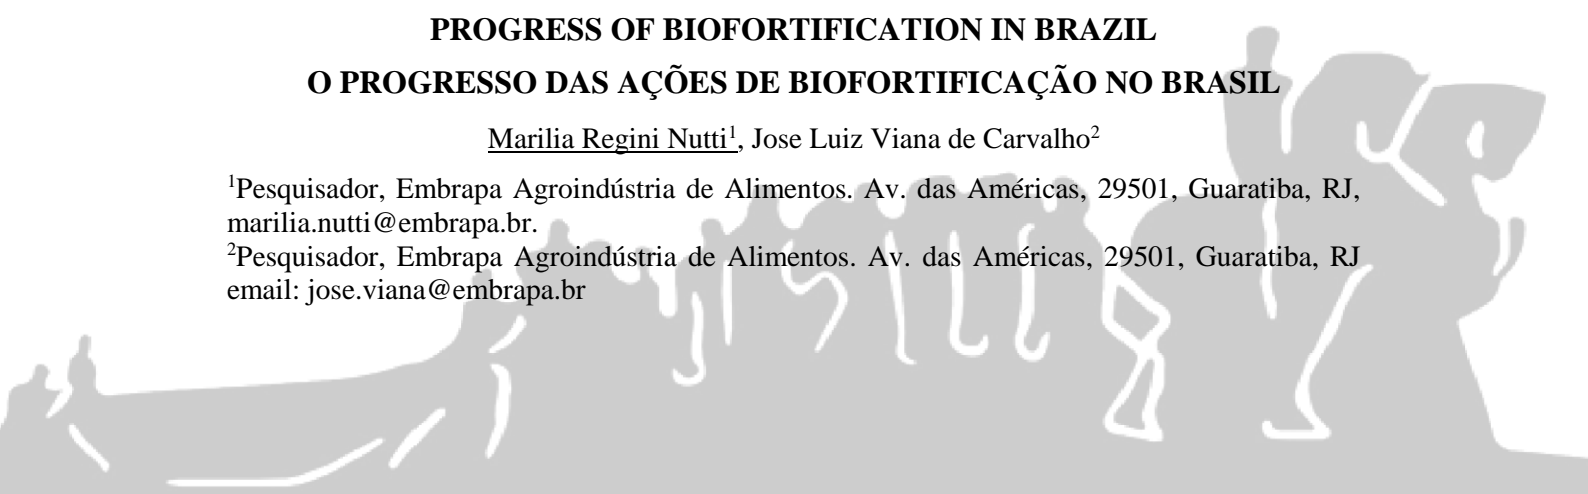 PROGRESS OF BIOFORTIFICATION IN BRAZIL
O PROGRESSO DAS AÇÕES DE BIOFORTIFICAÇÃO NO BRASIL
Marilia Regini Nutti¹, Jose Luiz Viana de Carvalho²
¹Pesquisador, Embrapa Agroindústria de Alimentos. Av. das Américas, 29501, Guaratiba, RJ,
marilia.nutti@embrapa.br.
²Pesquisador, Embrapa Agroindústria de Alimentos. Av. das Américas, 29501, Guaratiba, RJ
email: jose.viana@embrapa.br